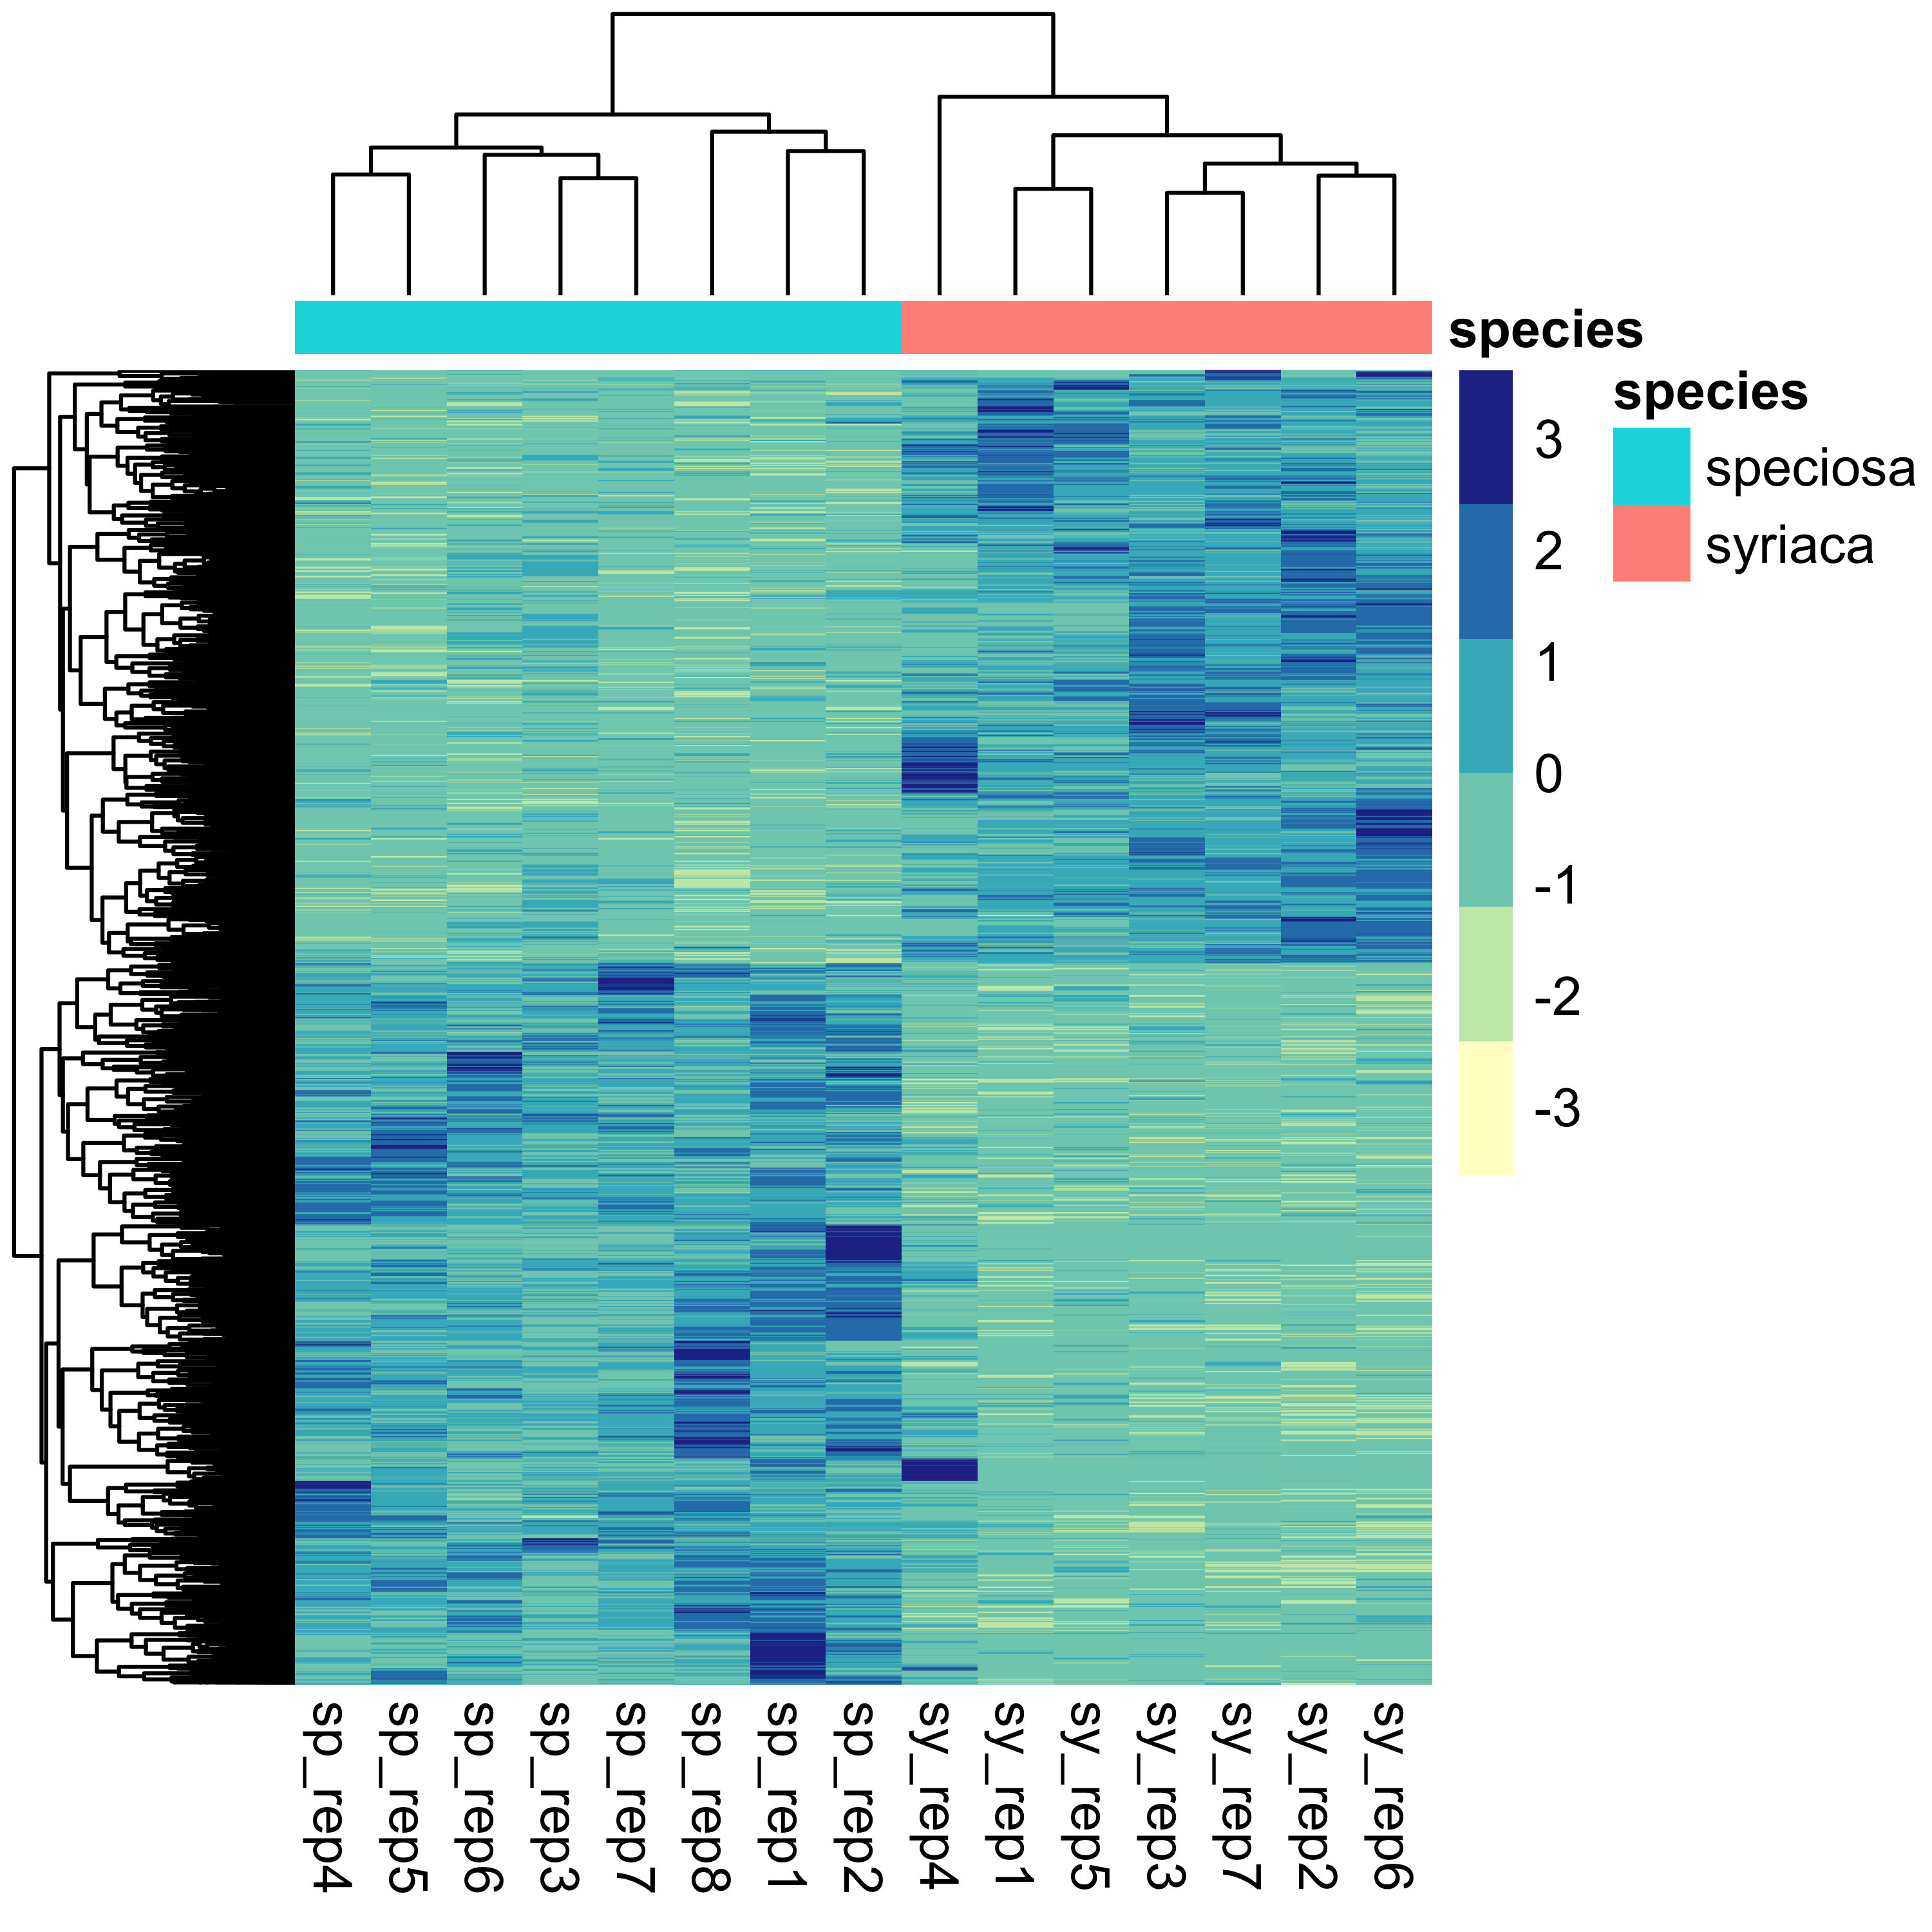 species
species
speciosa
syriaca
3
2
1
0
-1
-2
-3
sp_rep4
sp_rep5
sp_rep6
sp_rep3
sp_rep7
sp_rep8
sp_rep1
sp_rep2
sy_rep4
sy_rep1
sy_rep5
sy_rep3
sy_rep7
sy_rep2
sy_rep6